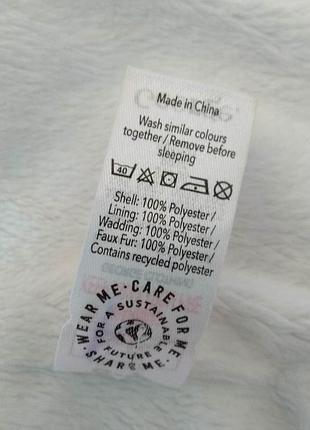 Made in China
Wash similar colours
together / Remove before
sleeping
40
Shell: 100% Polyester /
Lining: 100% Polyester /
Wadding: 100% Polyester /
Faux Fur: 100% Polyester /
Contains recycled polyester
WEAR ME · CARE FOR ME · SHARE ME ·
FOR A SUSTAINABLE FUTURE